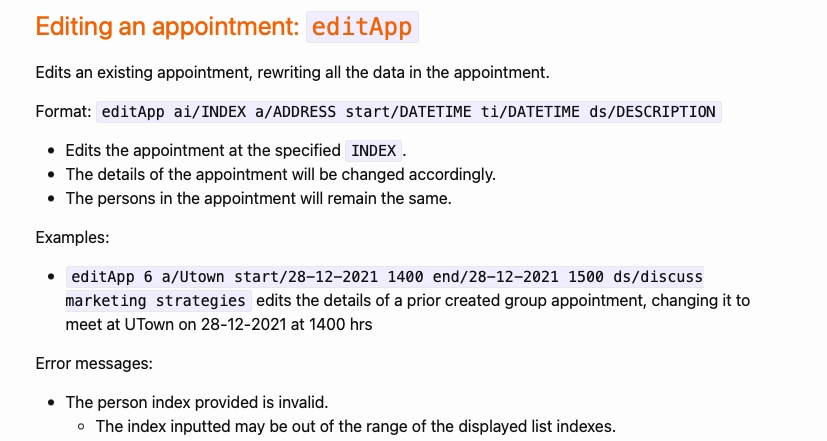 Editing an appointment: editApp
Edits an existing appointment, rewriting all the data in the appointment.
Format: editApp ai/INDEX a/ADDRESS start/DATETIME ti/DATETIME ds/DESCRIPTION
• Edits the appointment at the specified INDEX.
• The details of the appointment will be changed accordingly.
• The persons in the appointment will remain the same.
Examples:
• editApp 6 a/Utown start/28-12-2021 1400 end/28-12-2021 1500 ds/discuss
marketing strategies edits the details of a prior created group appointment, changing it to
meet at UTown on 28-12-2021 at 1400 hrs
Error messages:
• The person index provided is invalid.
◦ The index inputted may be out of the range of the displayed list indexes.